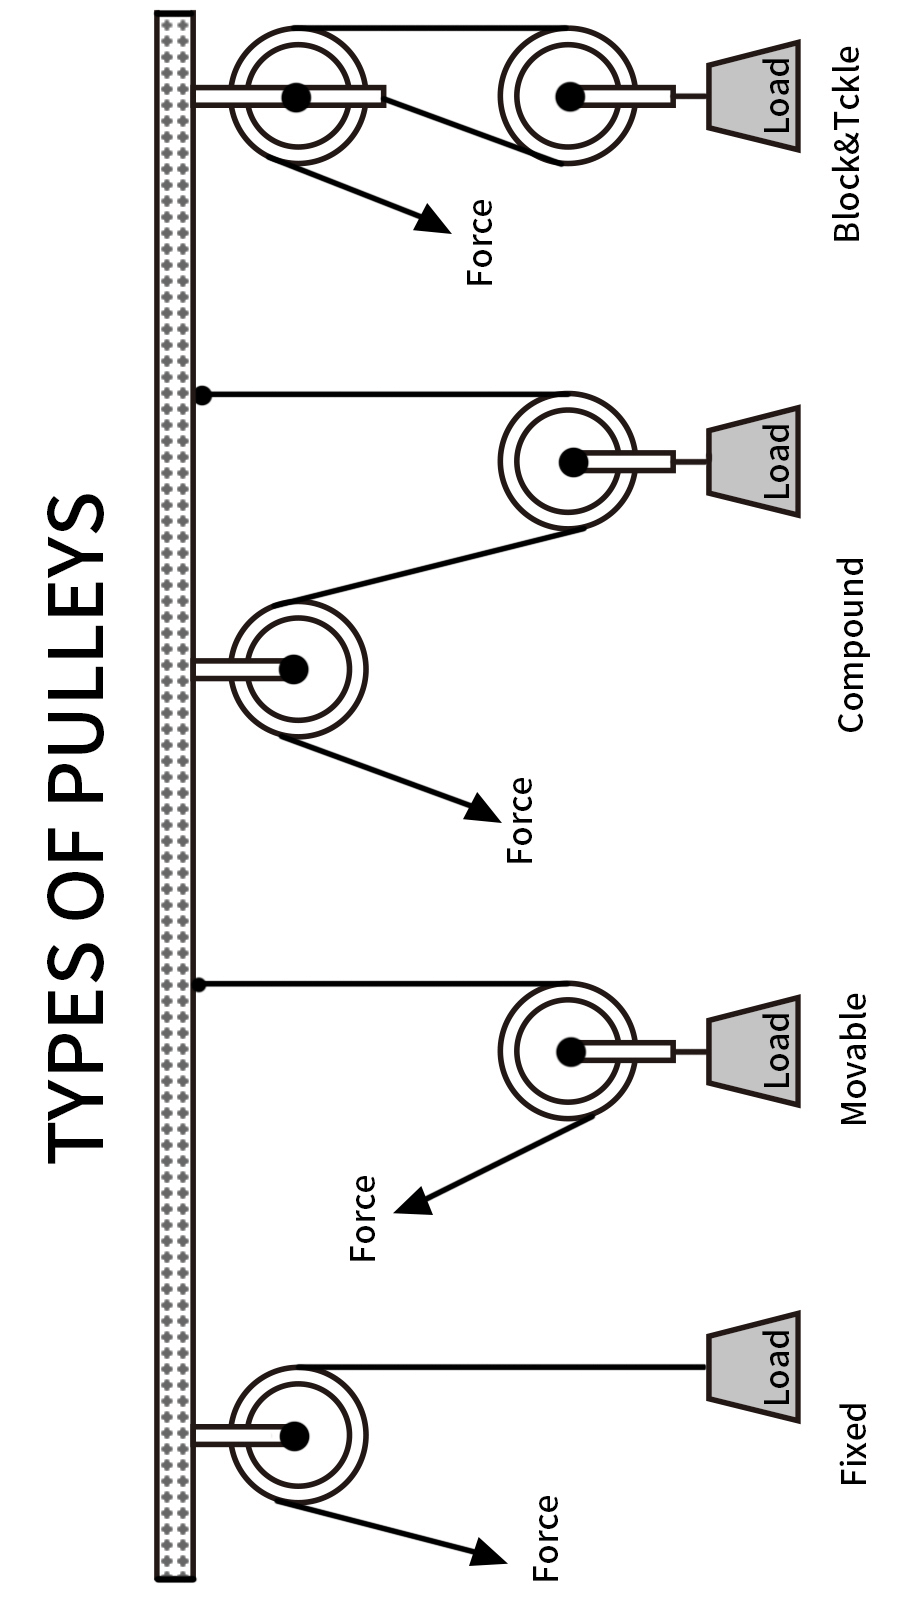 TYPES OF PULLEYS
Force
Load
Fixed
Force
Load
Movable
Force
Load
Compound
Force
Load
Block&Tckle